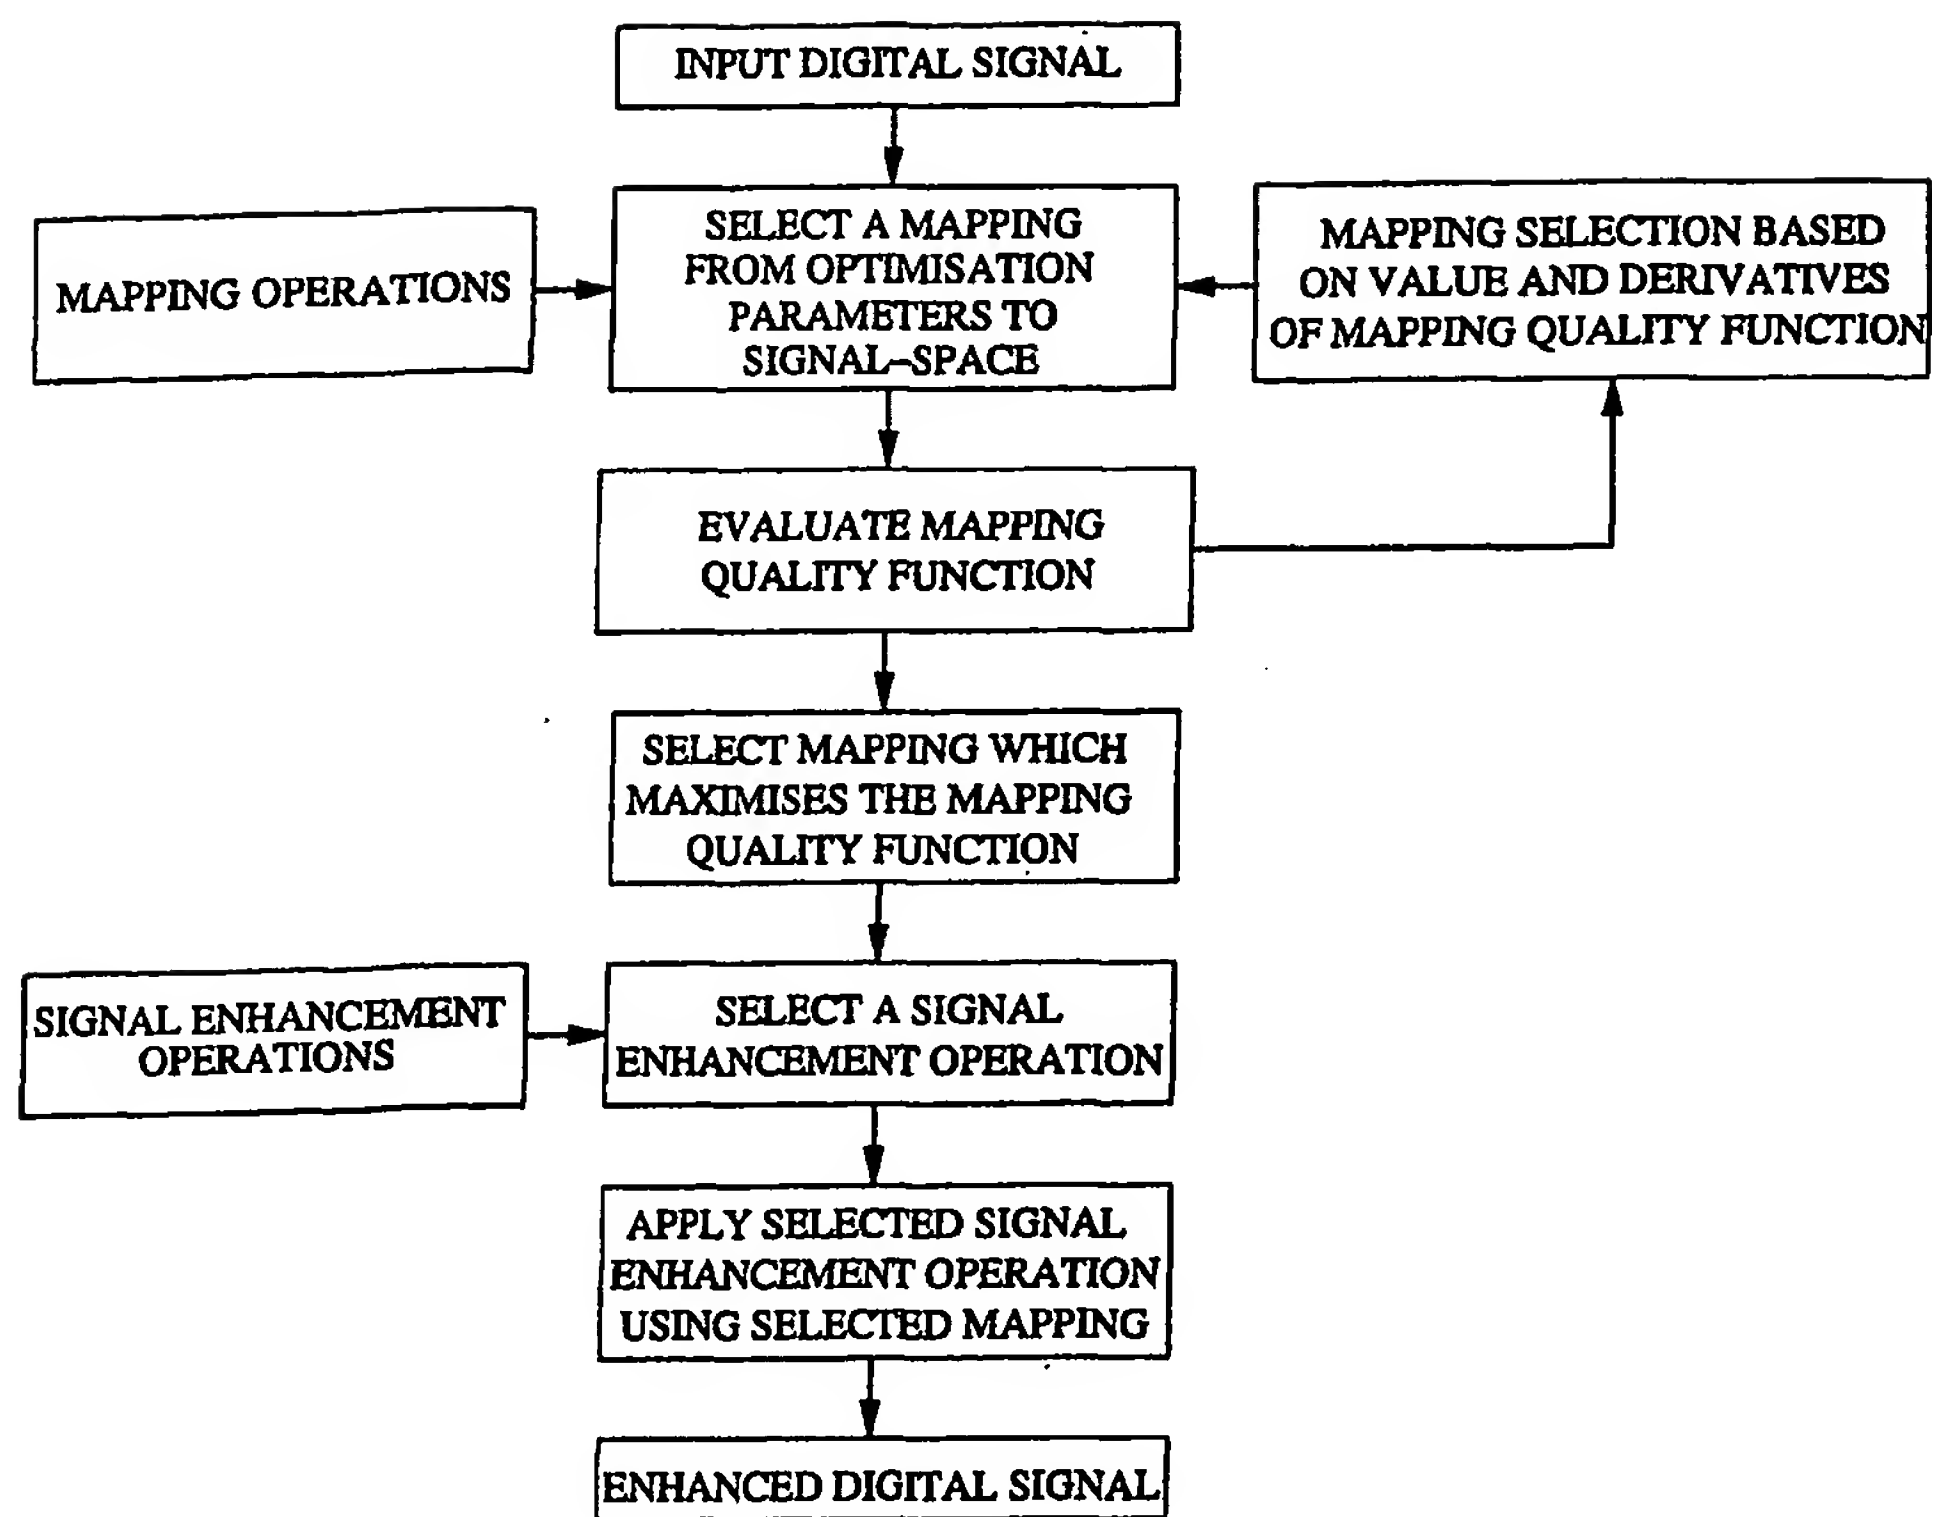 INPUT DIGITAL SIGNAL
MAPPING OPERATIONS
SELECT A MAPPING
FROM OPTIMISATION
PARAMETERS TO
SIGNAL-SPACE
MAPPING SELECTION BASED
ON VALUE AND DERIVATIVES
OF MAPPING QUALITY FUNCTION
EVALUATE MAPPING
QUALITY FUNCTION
SELECT MAPPING WHICH
MAXIMISES THE MAPPING
QUALITY FUNCTION
SIGNAL ENHANCEMENT
OPERATIONS
SELECT A SIGNAL
ENHANCEMENT OPERATION
APPLY SELECTED SIGNAL
ENHANCEMENT OPERATION
USING SELECTED MAPPING
ENHANCED DIGITAL SIGNAL